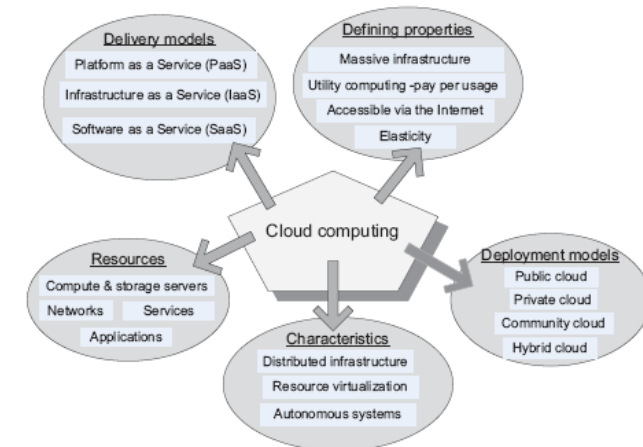 Delivery models
Platform as a Service (PaaS)
Infrastructure as a Service (IaaS)
Software as a Service (SaaS)
Defining properties
Massive infrastructure
Utility computing -pay per usage
Accessible via the Internet
Elasticity
Cloud computing
Resources
Compute & storage servers
Networks Services
Applications
Characteristics
Distributed infrastructure
Resource virtualization
Autonomous systems
Deployment models
Public cloud
Private cloud
Community cloud
Hybrid cloud